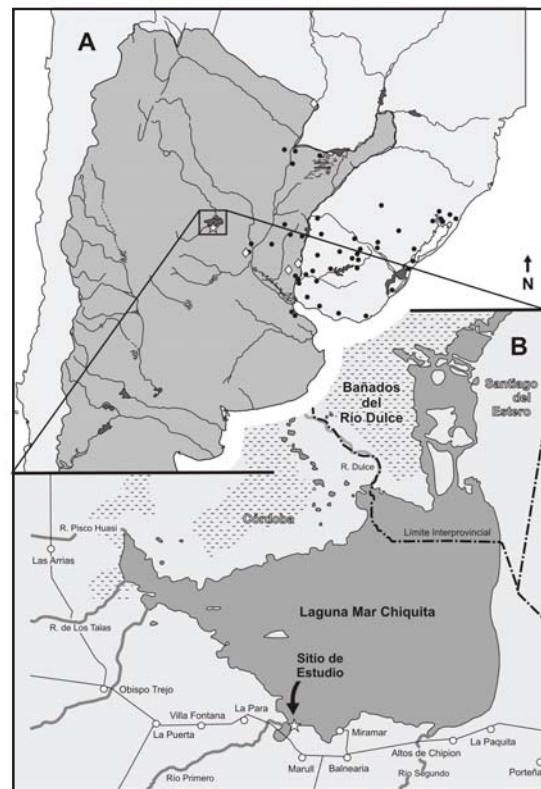 A
N
B
Bañados
del
Río Dulce
Santiago
del
Estero
R. Dulce
Córdoba
R. Pisco Huasi
Límite Interprovincial
Las Arrias
Laguna Mar Chiquita
R. de Los Talas
Sitio de
Estudio
Obispo Trejo
Villa Fontana
La Para
La Puerta
Miramar
La Paquita
Altos de Chipion
Río Primero
Marull
Balnearia
Río Segundo
Porteña